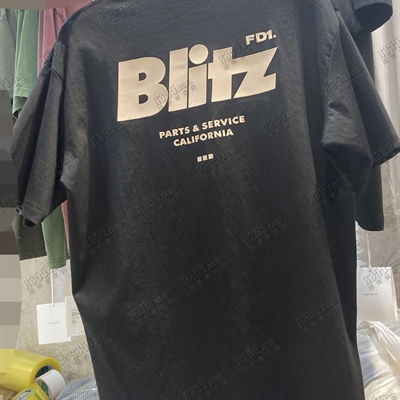 FD1.
Blitz
PARTS & SERVICE
CALIFORNIA